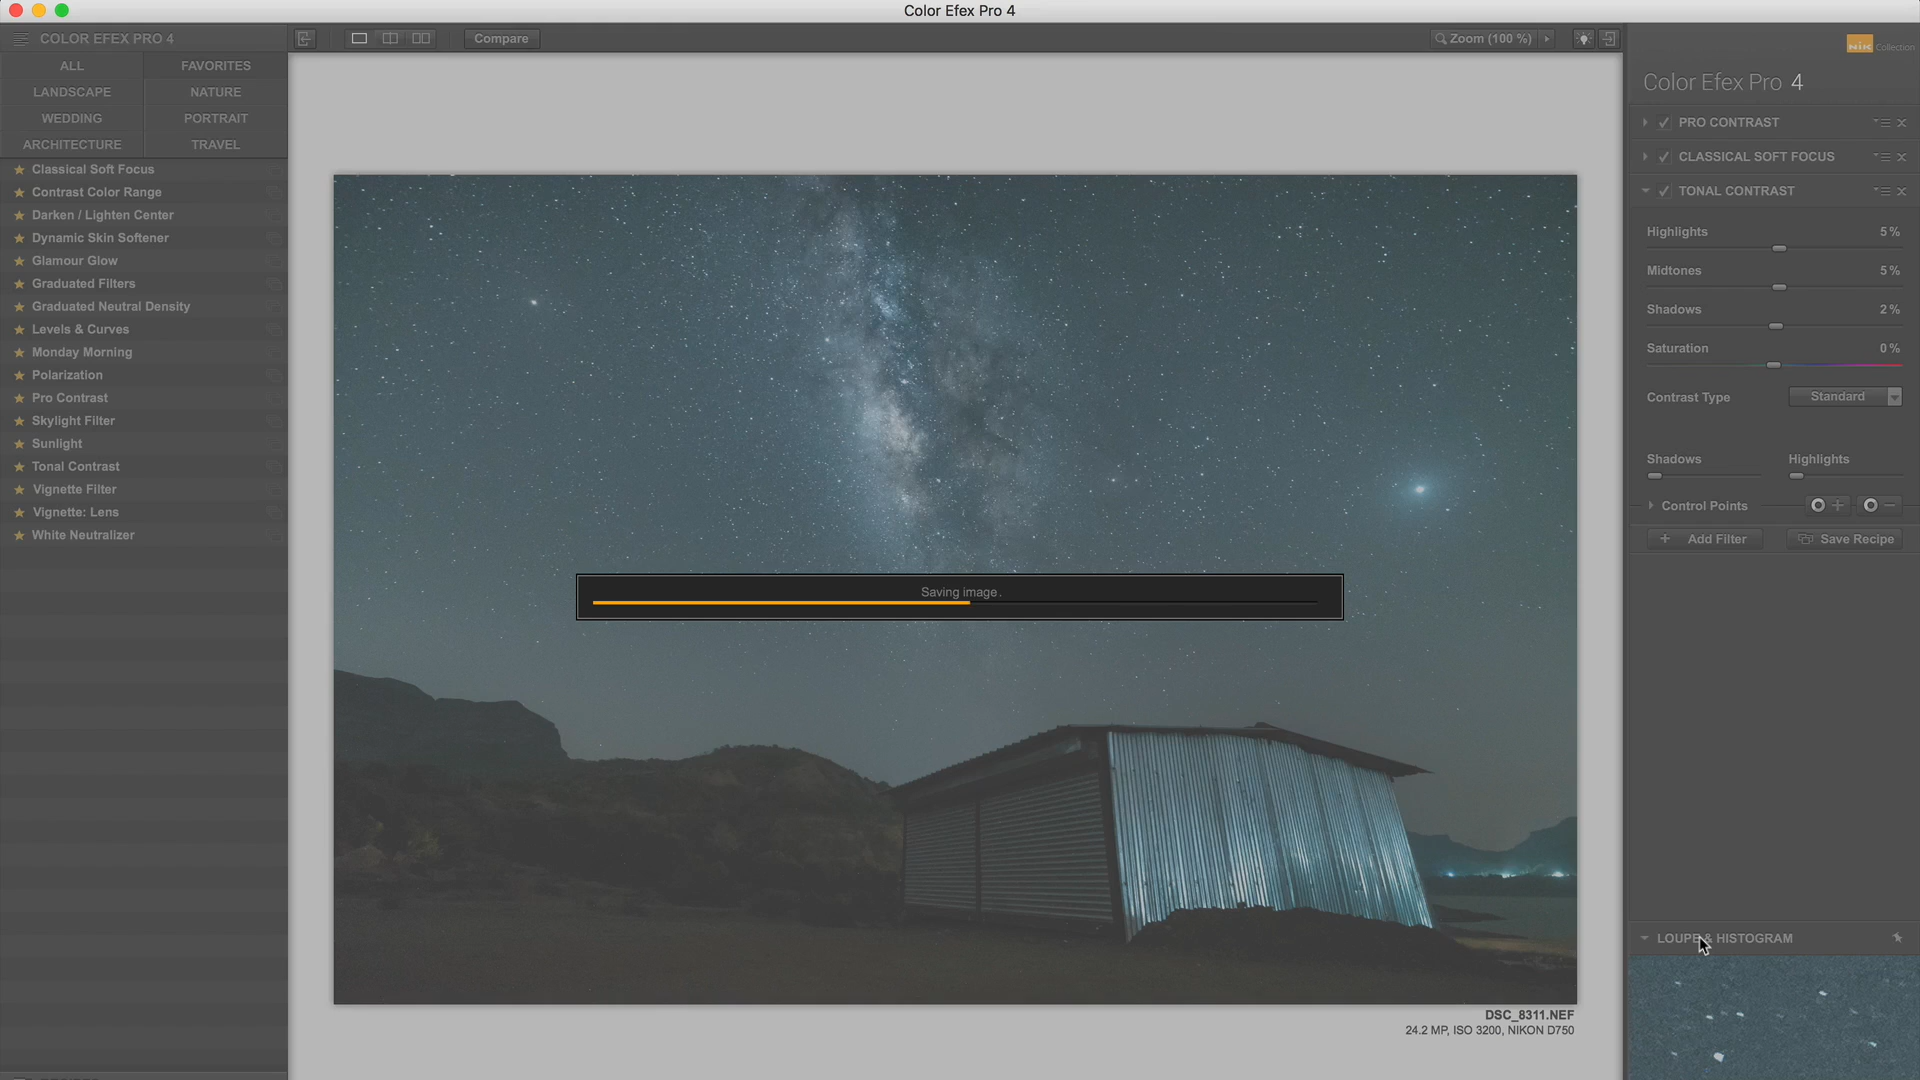 Color Efex Pro 4
COLOR EFEX PRO 4
ALL
FAVORITES
LANDSCAPE
NATURE
WEDDING
PORTRAIT
ARCHITECTURE
TRAVEL
Classical Soft Focus
Contrast Color Range
Darken / Lighten Center
Dynamic Skin Softener
Glamour Glow
Graduated Filters
Graduated Neutral Density
Levels & Curves
Monday Morning
Polarization
Pro Contrast
Skylight Filter
Sunlight
Tonal Contrast
Vignette Filter
Vignette: Lens
White Neutralizer
Compare
Zoom (100 %)
Saving image.
DSC_8311.NEF
24.2 MP, ISO 3200, NIKON D750
Nik Collection
Color Efex Pro 4
PRO CONTRAST
CLASSICAL SOFT FOCUS
TONAL CONTRAST
Highlights 5 %
Midtones 5 %
Shadows 2 %
Saturation 0 %
Contrast Type Standard
Shadows Highlights
Control Points
Add Filter Save Recipe
LOUPE & HISTOGRAM